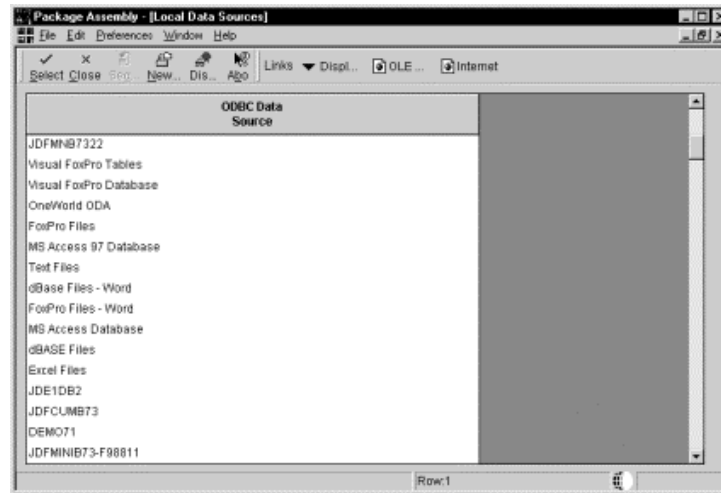 Package Assembly - [Local Data Sources]
File Edit Preferences Window Help
Select Close Seq... New... Dis... Abo Links Displ... OLE ... Internet
ODBC Data
Source
JDFMNB7322
Visual FoxPro Tables
Visual FoxPro Database
OneWorld ODA
FoxPro Files
MS Access 97 Database
Text Files
dBase Files - Word
FoxPro Files - Word
MS Access Database
dBASE Files
Excel Files
JDE1DB2
JDFCUMB73
DEMO71
JDFMINIB73-F98811
Row:1